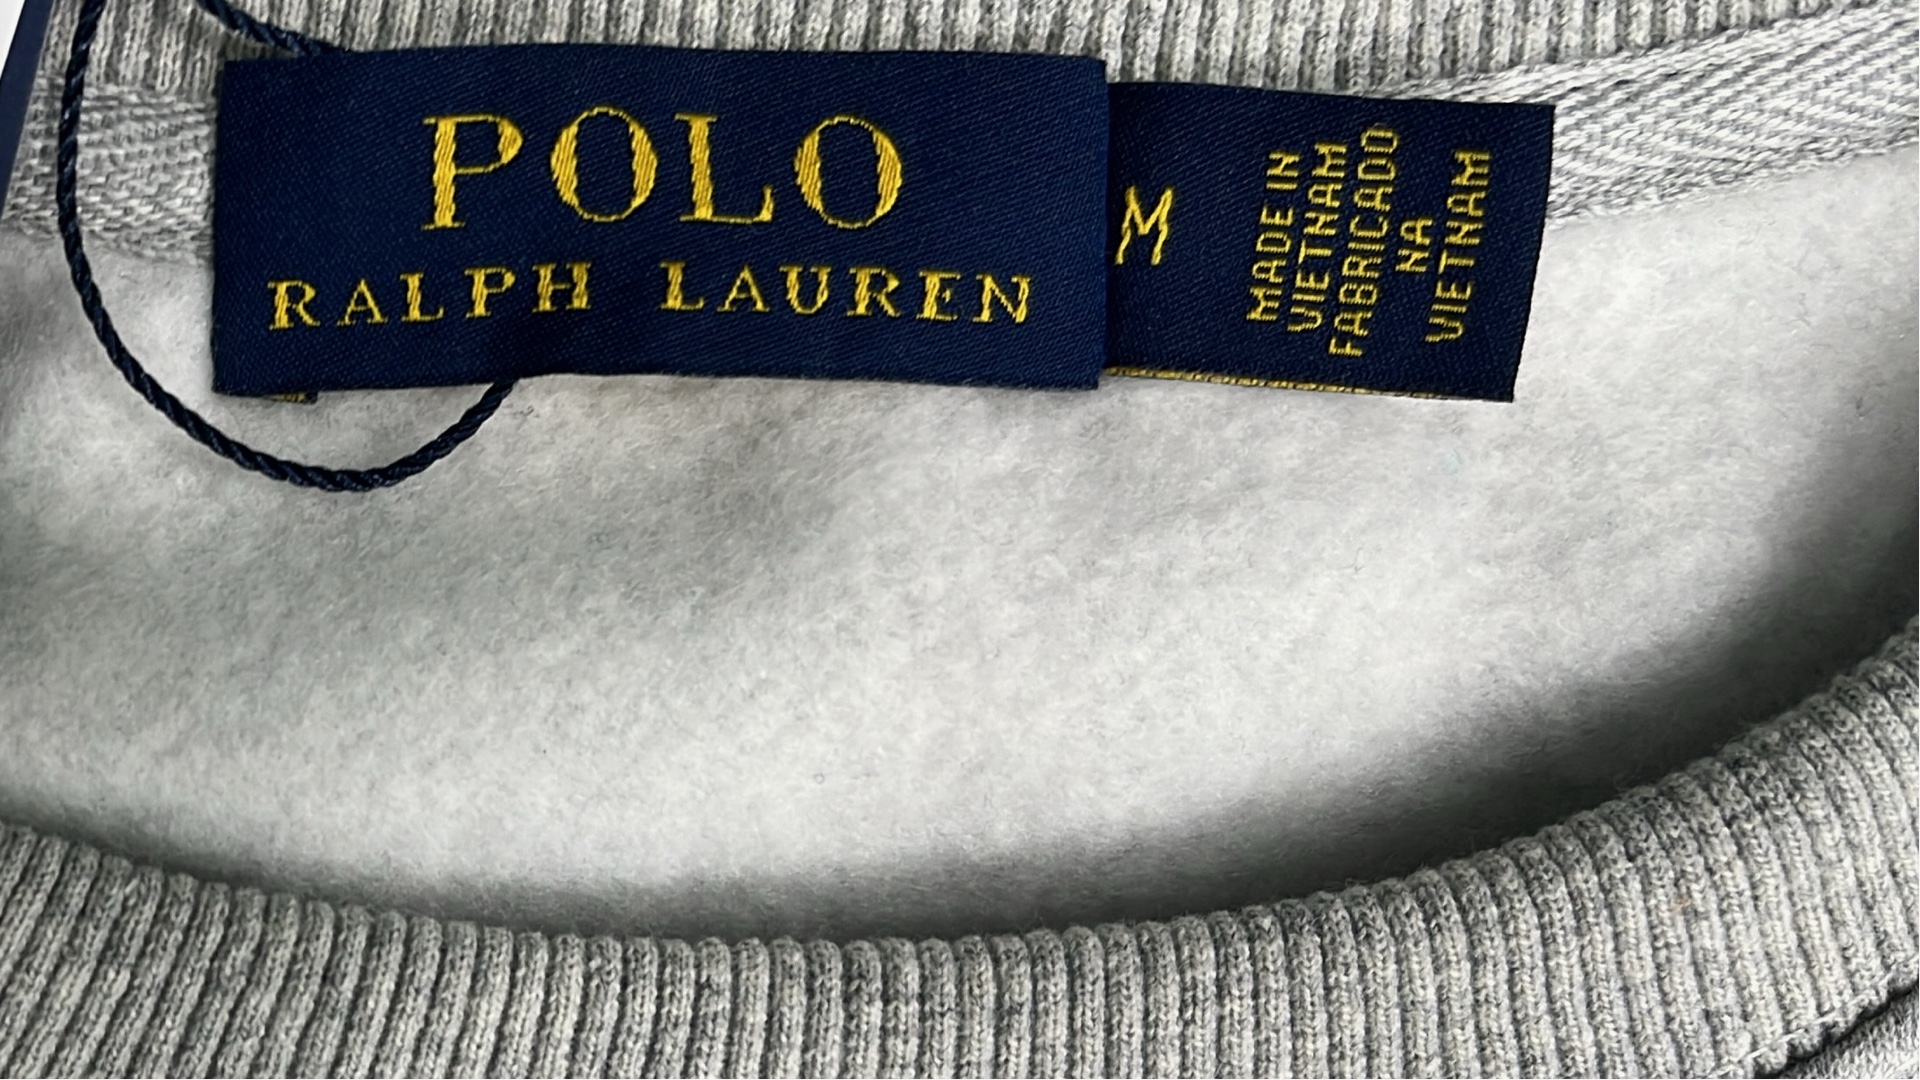 POLO
RALPH LAUREN
M
MADE IN
VIETNAM
FABRICADO
NA
VIETNAM